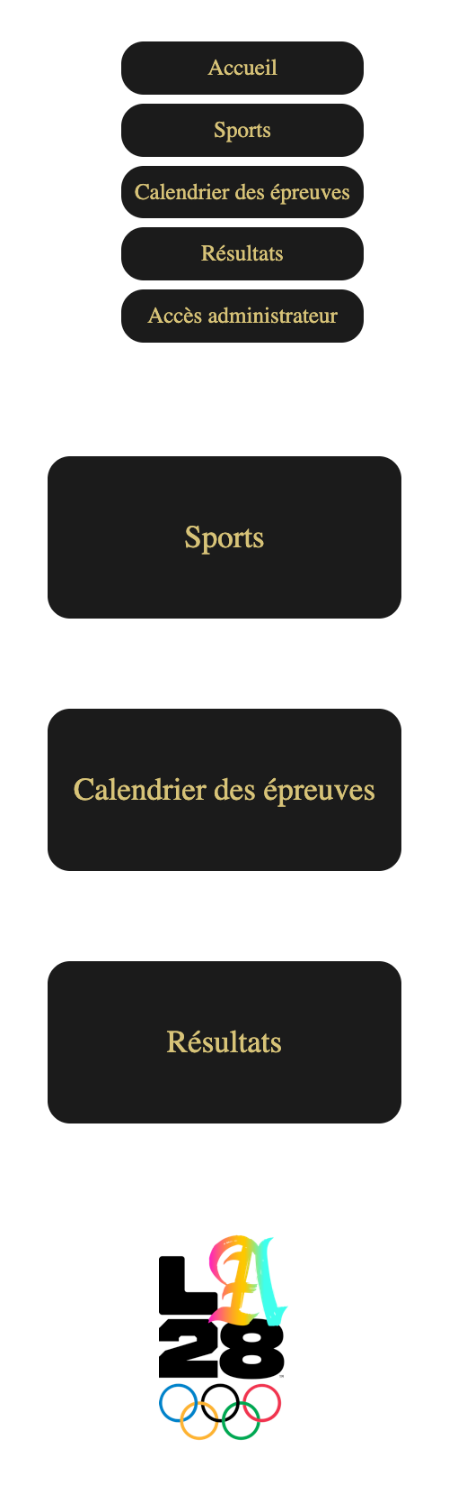 Accueil
Sports
Calendrier des épreuves
Résultats
Accès administrateur
Sports
Calendrier des épreuves
Résultats
LA
28